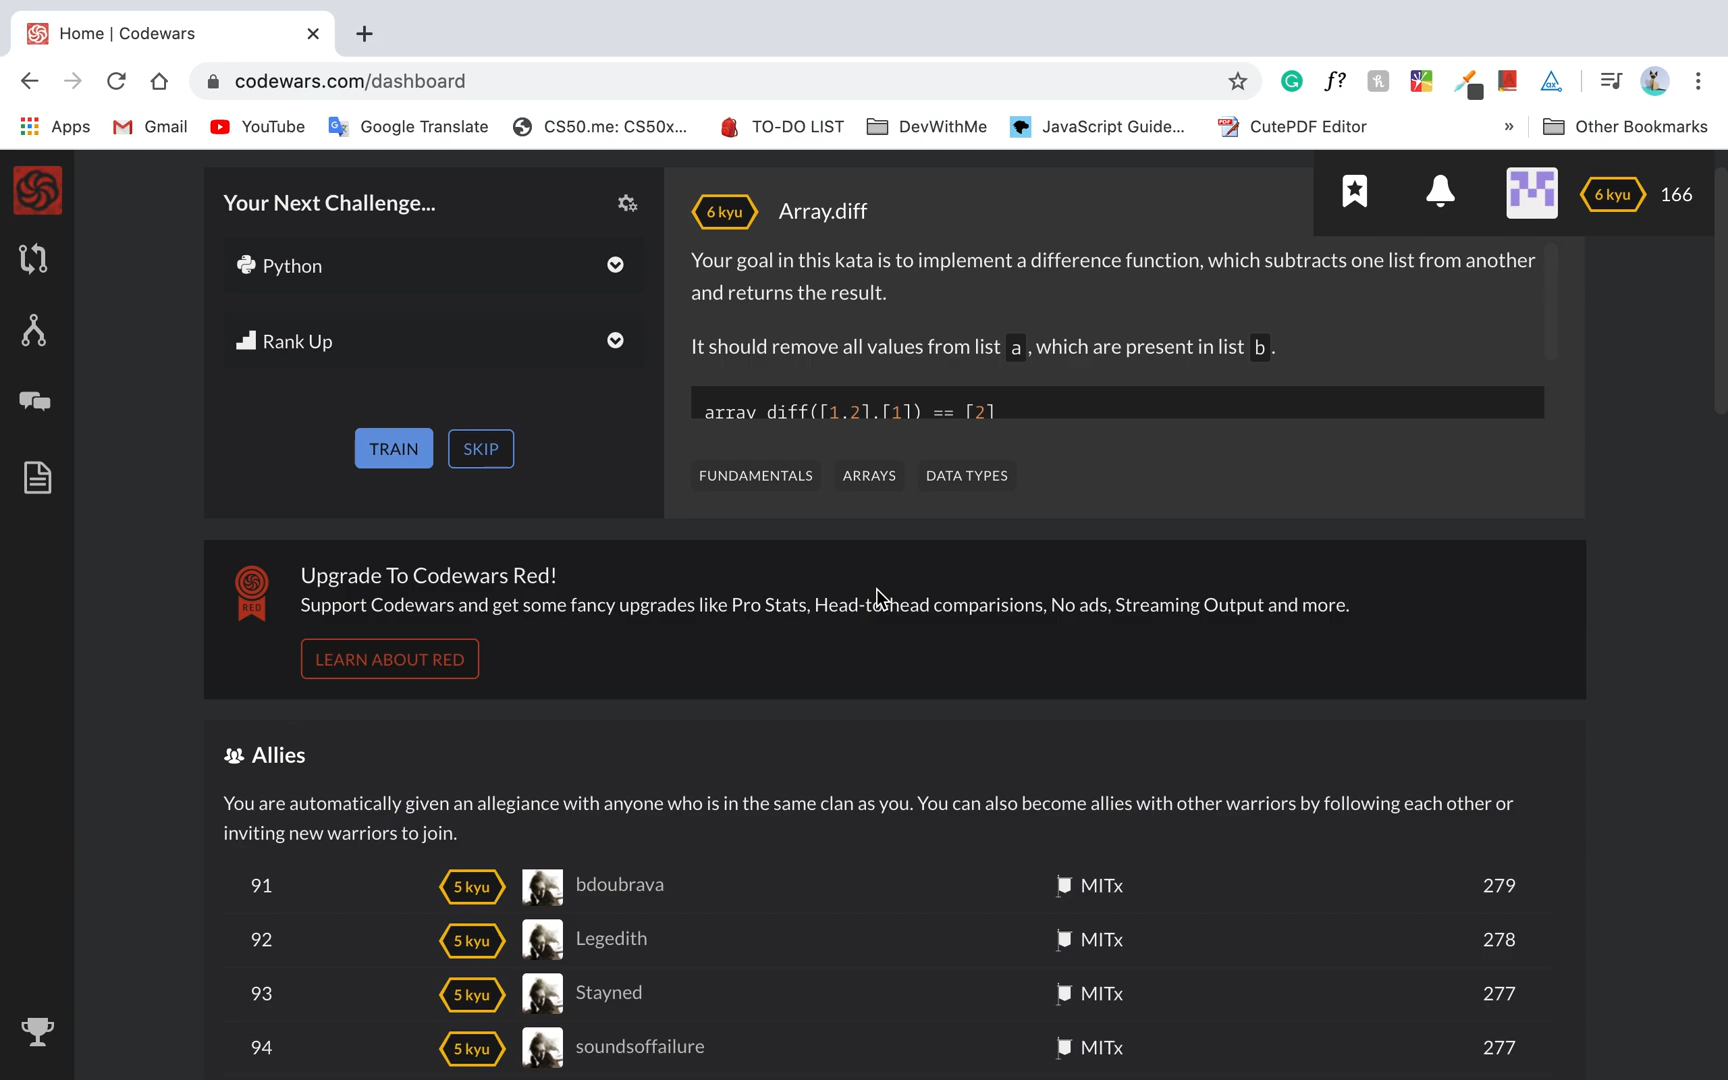 Home | Codewars
codewars.com/dashboard
f?
Apps
Gmail
YouTube
Google Translate
CS50.me: CS50x...
TO-DO LIST
DevWithMe
JavaScript Guide...
CutePDF Editor
»
Other Bookmarks
Your Next Challenge...
Python
Rank Up
TRAIN
SKIP
6 kyu
Array.diff
6 kyu
166
Your goal in this kata is to implement a difference function, which subtracts one list from another
and returns the result.
It should remove all values from list a, which are present in list b.
array_diff([1,2],[1]) == [2]
FUNDAMENTALS
ARRAYS
DATA TYPES
RED
Upgrade To Codewars Red!
Support Codewars and get some fancy upgrades like Pro Stats, Head-to-head comparisions, No ads, Streaming Output and more.
LEARN ABOUT RED
Allies
You are automatically given an allegiance with anyone who is in the same clan as you. You can also become allies with other warriors by following each other or
inviting new warriors to join.
91 5 kyu bdoubrava MITx 279
92 5 kyu Legedith MITx 278
93 5 kyu Stayned MITx 277
94 5 kyu soundsoffailure MITx 277